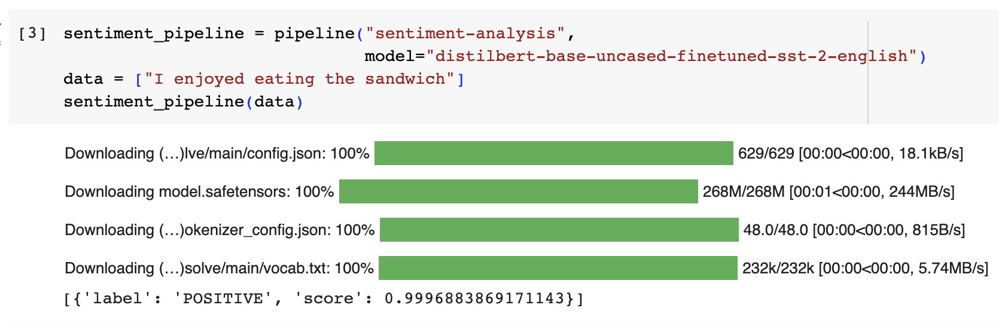 [3] sentiment_pipeline = pipeline("sentiment-analysis",
model="distilbert-base-uncased-finetuned-sst-2-english")
data = ["I enjoyed eating the sandwich"]
sentiment_pipeline(data)
Downloading (…)lve/main/config.json: 100% 629/629 [00:00<00:00, 18.1kB/s]
Downloading model.safetensors: 100% 268M/268M [00:01<00:00, 244MB/s]
Downloading (…)okenizer_config.json: 100% 48.0/48.0 [00:00<00:00, 815B/s]
Downloading (…)solve/main/vocab.txt: 100% 232k/232k [00:00<00:00, 5.74MB/s]
[{'label': 'POSITIVE', 'score': 0.9996883869171143}]